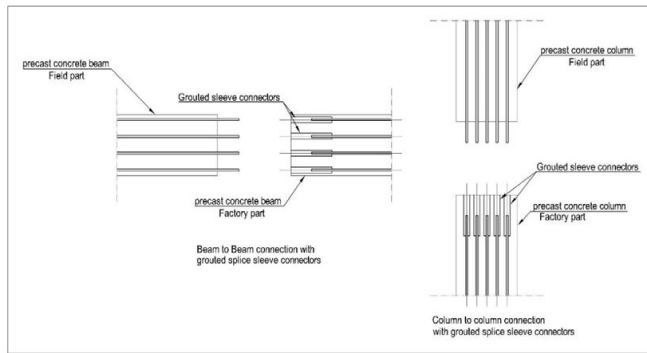 precast concrete beam
Field part
Grouted sleeve connectors
precast concrete beam
Factory part
Beam to Beam connection with
grouted splice sleeve connectors
precast concrete column
Field part
Grouted sleeve connectors
precast concrete column
Factory part
Column to column connection
with grouted splice sleeve connectors